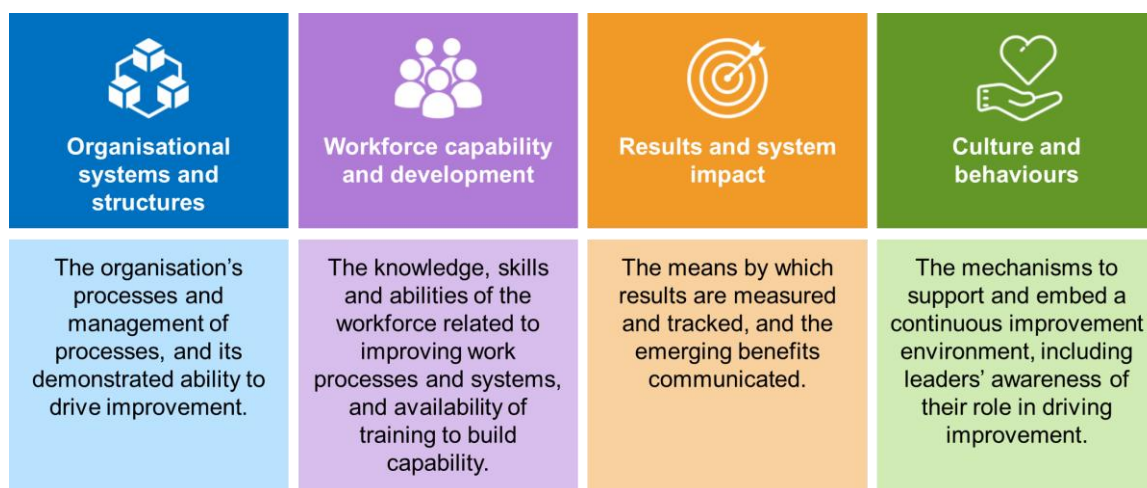 Organisational
systems and
structures
The organisation's
processes and
management of
processes, and its
demonstrated ability to
drive improvement.
Workforce capability
and development
The knowledge, skills
and abilities of the
workforce related to
improving work
processes and systems,
and availability of
training to build
capability.
Results and system
impact
The means by which
results are measured
and tracked, and the
emerging benefits
communicated.
Culture and
behaviours
The mechanisms to
support and embed a
continuous improvement
environment, including
leaders' awareness of
their role in driving
improvement.